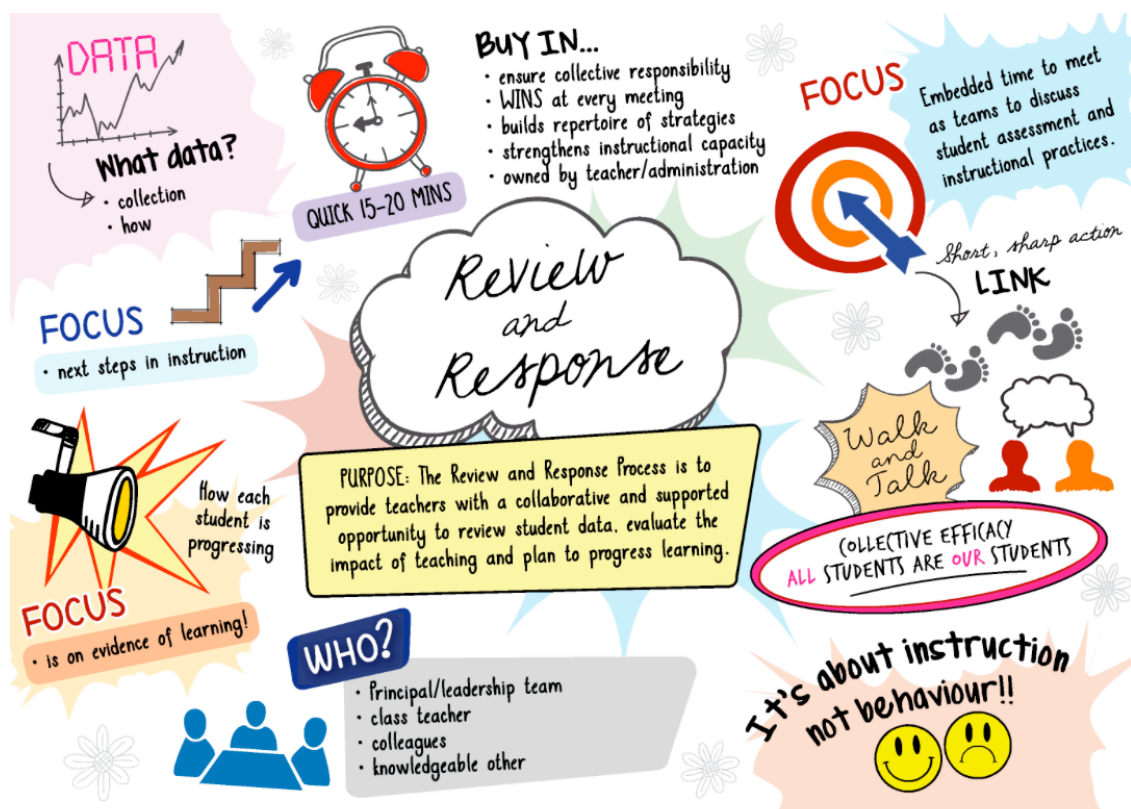 DATA
What data?
• collection
• how
QUICK 15-20 MINS
BUY IN...
• ensure collective responsibility
• WINS at every meeting
• builds repertoire of strategies
• strengthens instructional capacity
• owned by teacher/administration
FOCUS
Embedded time to meet
as teams to discuss
student assessment and
instructional practices.
Short, sharp action
LINK
FOCUS
• next steps in instruction
Review
and
Response
PURPOSE: The Review and Response Process is to
provide teachers with a collaborative and supported
opportunity to review student data, evaluate the
impact of teaching and plan to progress learning.
How each
student is
progressing
FOCUS
• is on evidence of learning!
Walk
and
Talk
COLLECTIVE EFFICACY
ALL STUDENTS ARE OUR STUDENTS
WHO?
• Principal/leadership team
• class teacher
• colleagues
• knowledgeable other
It's about instruction
not behaviour!!